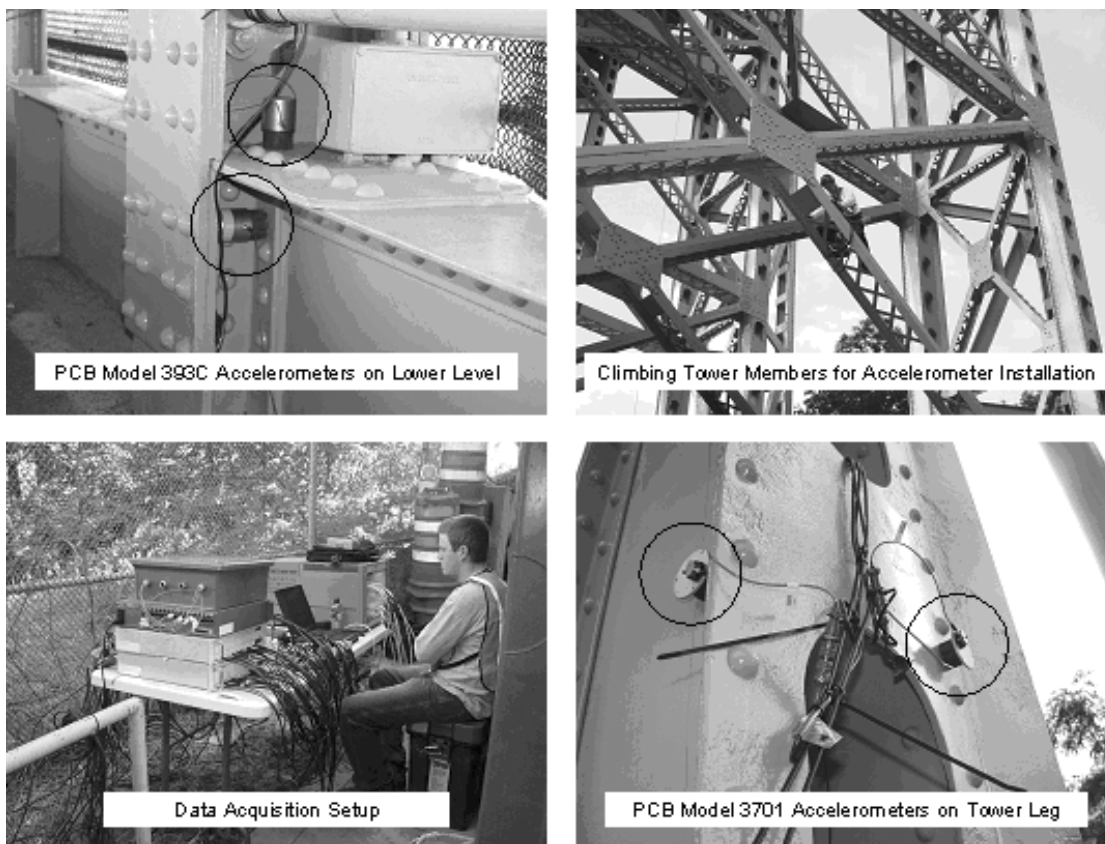 PCB Model 393C Accelerometers on Lower Level
Climbing Tower Members for Accelerometer Installation
Data Acquisition Setup
PCB Model 3701 Accelerometers on Tower Leg